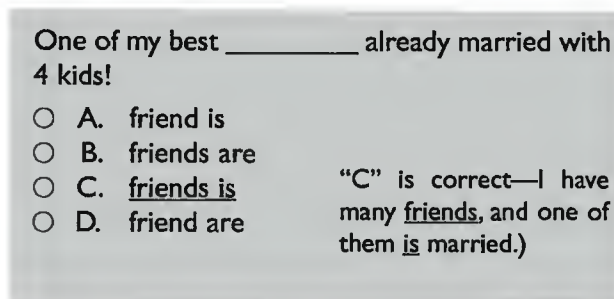 One of my best __________ already married with
4 kids!
A. friend is
B. friends are
C. friends is
D. friend are
“C” is correct—I have
many friends, and one of
them is married.)